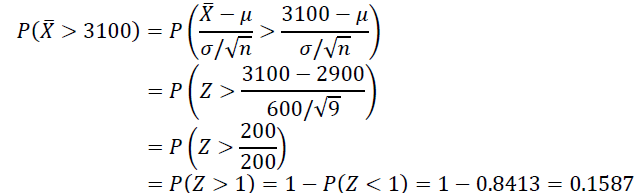 P(X̄ > 3100) = P((X̄ − μ)/(σ/√n) > (3100 − μ)/(σ/√n))
= P(Z > (3100 − 2900)/(600/√9))
= P(Z > 200/200)
= P(Z > 1) = 1 − P(Z < 1) = 1 − 0.8413 = 0.1587